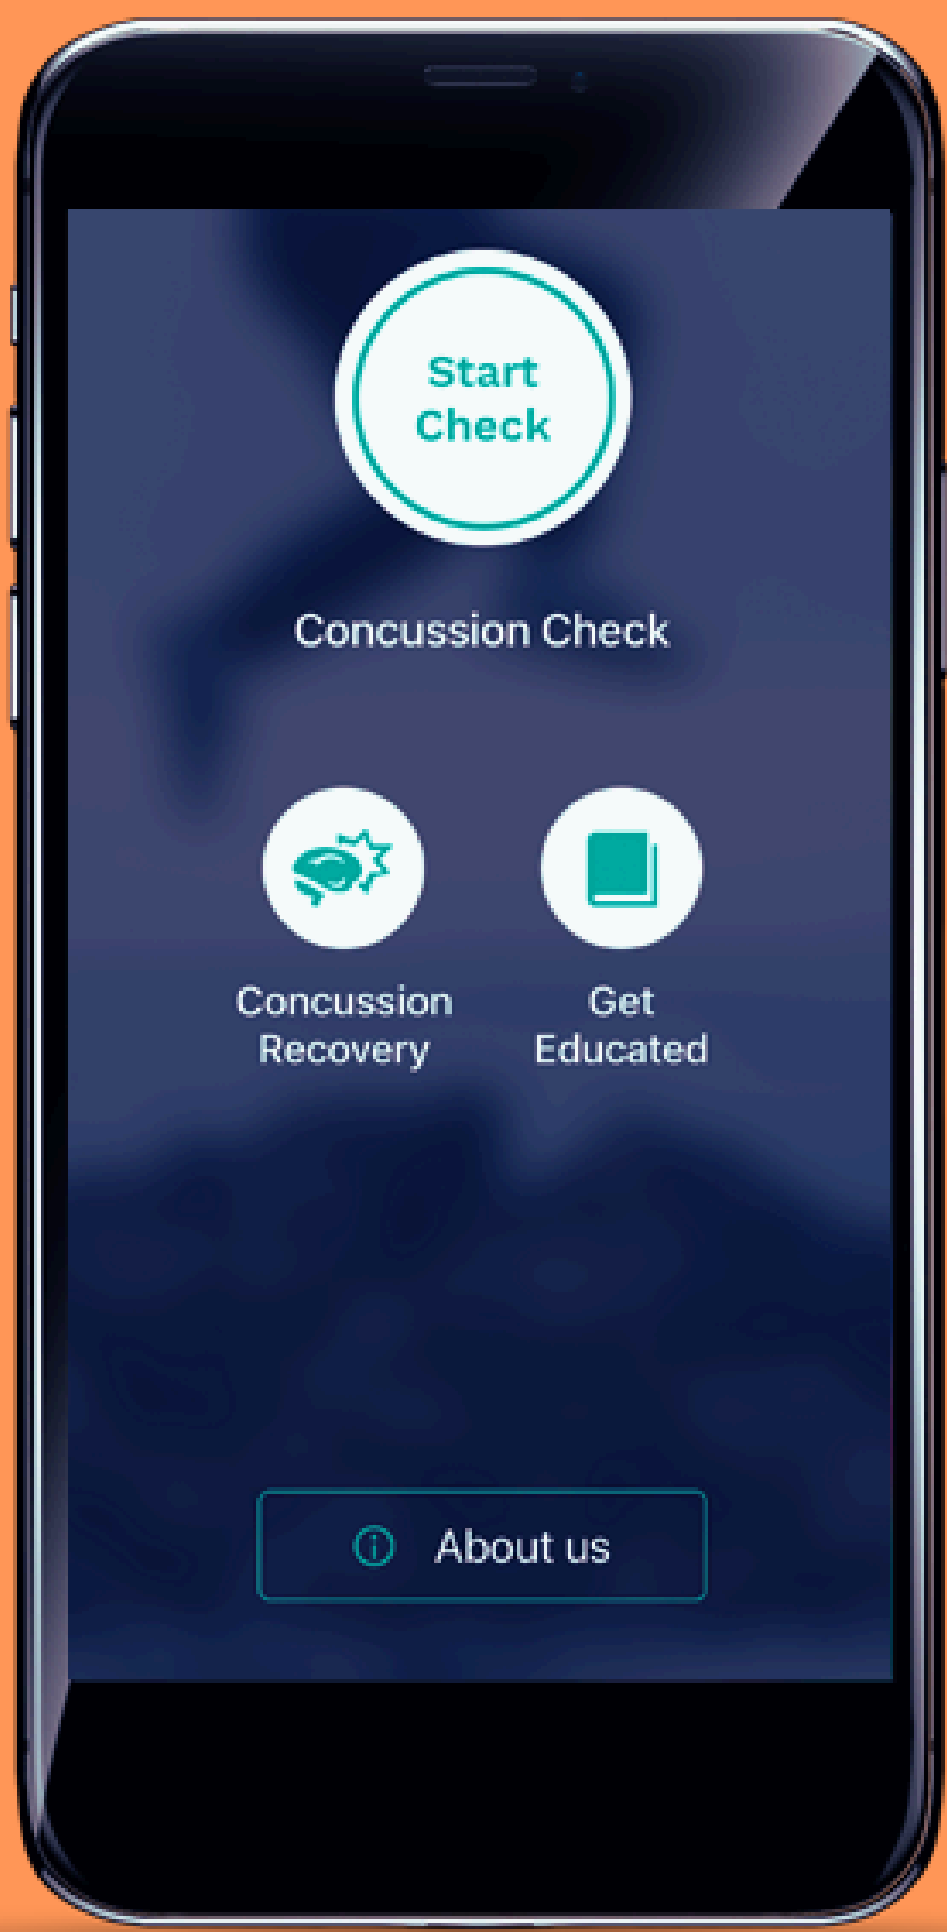 Start
Check
Concussion Check
Concussion
Recovery
Get
Educated
About us